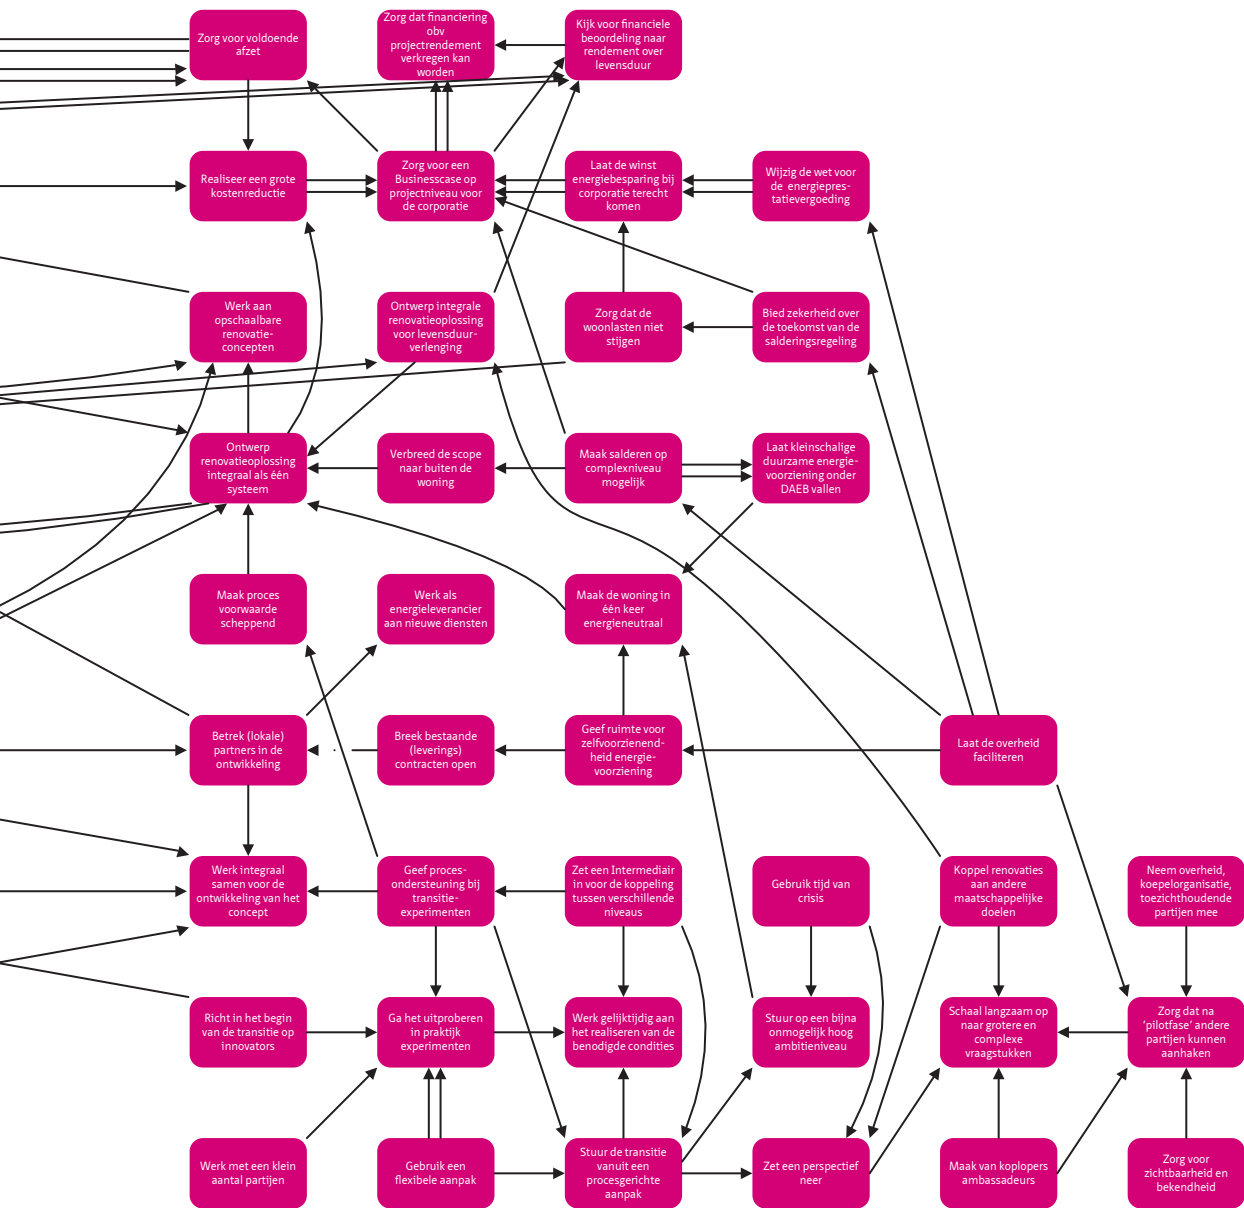 Zorg voor voldoende
afzet
Zorg dat financiering
obv
projectrendement
verkregen kan
worden
Kijk voor financiele
beoordeling naar
rendement over
levensduur
Realiseer een grote
kostenreductie
Zorg voor een
Businesscase op
projectniveau voor
de corporatie
Laat de winst
energiebesparing bij
corporatie terecht
komen
Wijzig de wet voor
de energiepres-
tatievergoeding
Werk aan
opschaalbare
renovatie-
concepten
Ontwerp integrale
renovatieoplossing
voor levensduur-
verlenging
Zorg dat de
woonlasten niet
stijgen
Bied zekerheid over
de toekomst van de
salderingsregeling
Ontwerp
renovatieoplossing
integraal als één
systeem
Verbreed de scope
naar buiten de
woning
Maak salderen op
complexniveau
mogelijk
Laat kleinschalige
duurzame energie-
voorziening onder
DAEB vallen
Maak proces
voorwaarde
scheppend
Werk als
energieleverancier
aan nieuwe diensten
Maak de woning in
één keer
energieneutraal
Betrek (lokale)
partners in de
ontwikkeling
Breek bestaande
(leverings)
contracten open
Geef ruimte voor
zelfvoorzienend-
heid energie-
voorziening
Laat de overheid
faciliteren
Werk integraal
samen voor de
ontwikkeling van het
concept
Geef proces-
ondersteuning bij
transitie-
experimenten
Zet een Intermediair
in voor de koppeling
tussen verschillende
niveaus
Gebruik tijd van
crisis
Koppel renovaties
aan andere
maatschappelijke
doelen
Neem overheid,
koepelorganisatie,
toezichthoudende
partijen mee
Richt in het begin
van de transitie op
innovators
Ga het uitproberen
in praktijk
experimenten
Werk gelijktijdig aan
het realiseren van de
benodigde condities
Stuur op een bijna
onmogelijk hoog
ambitieniveau
Schaal langzaam op
naar grotere en
complexe
vraagstukken
Zorg dat na
‘pilotfase’ andere
partijen kunnen
aanhaken
Werk met een klein
aantal partijen
Gebruik een
flexibele aanpak
Stuur de transitie
vanuit een
procesgerichte
aanpak
Zet een perspectief
neer
Maak van koplopers
ambassadeurs
Zorg voor
zichtbaarheid en
bekendheid